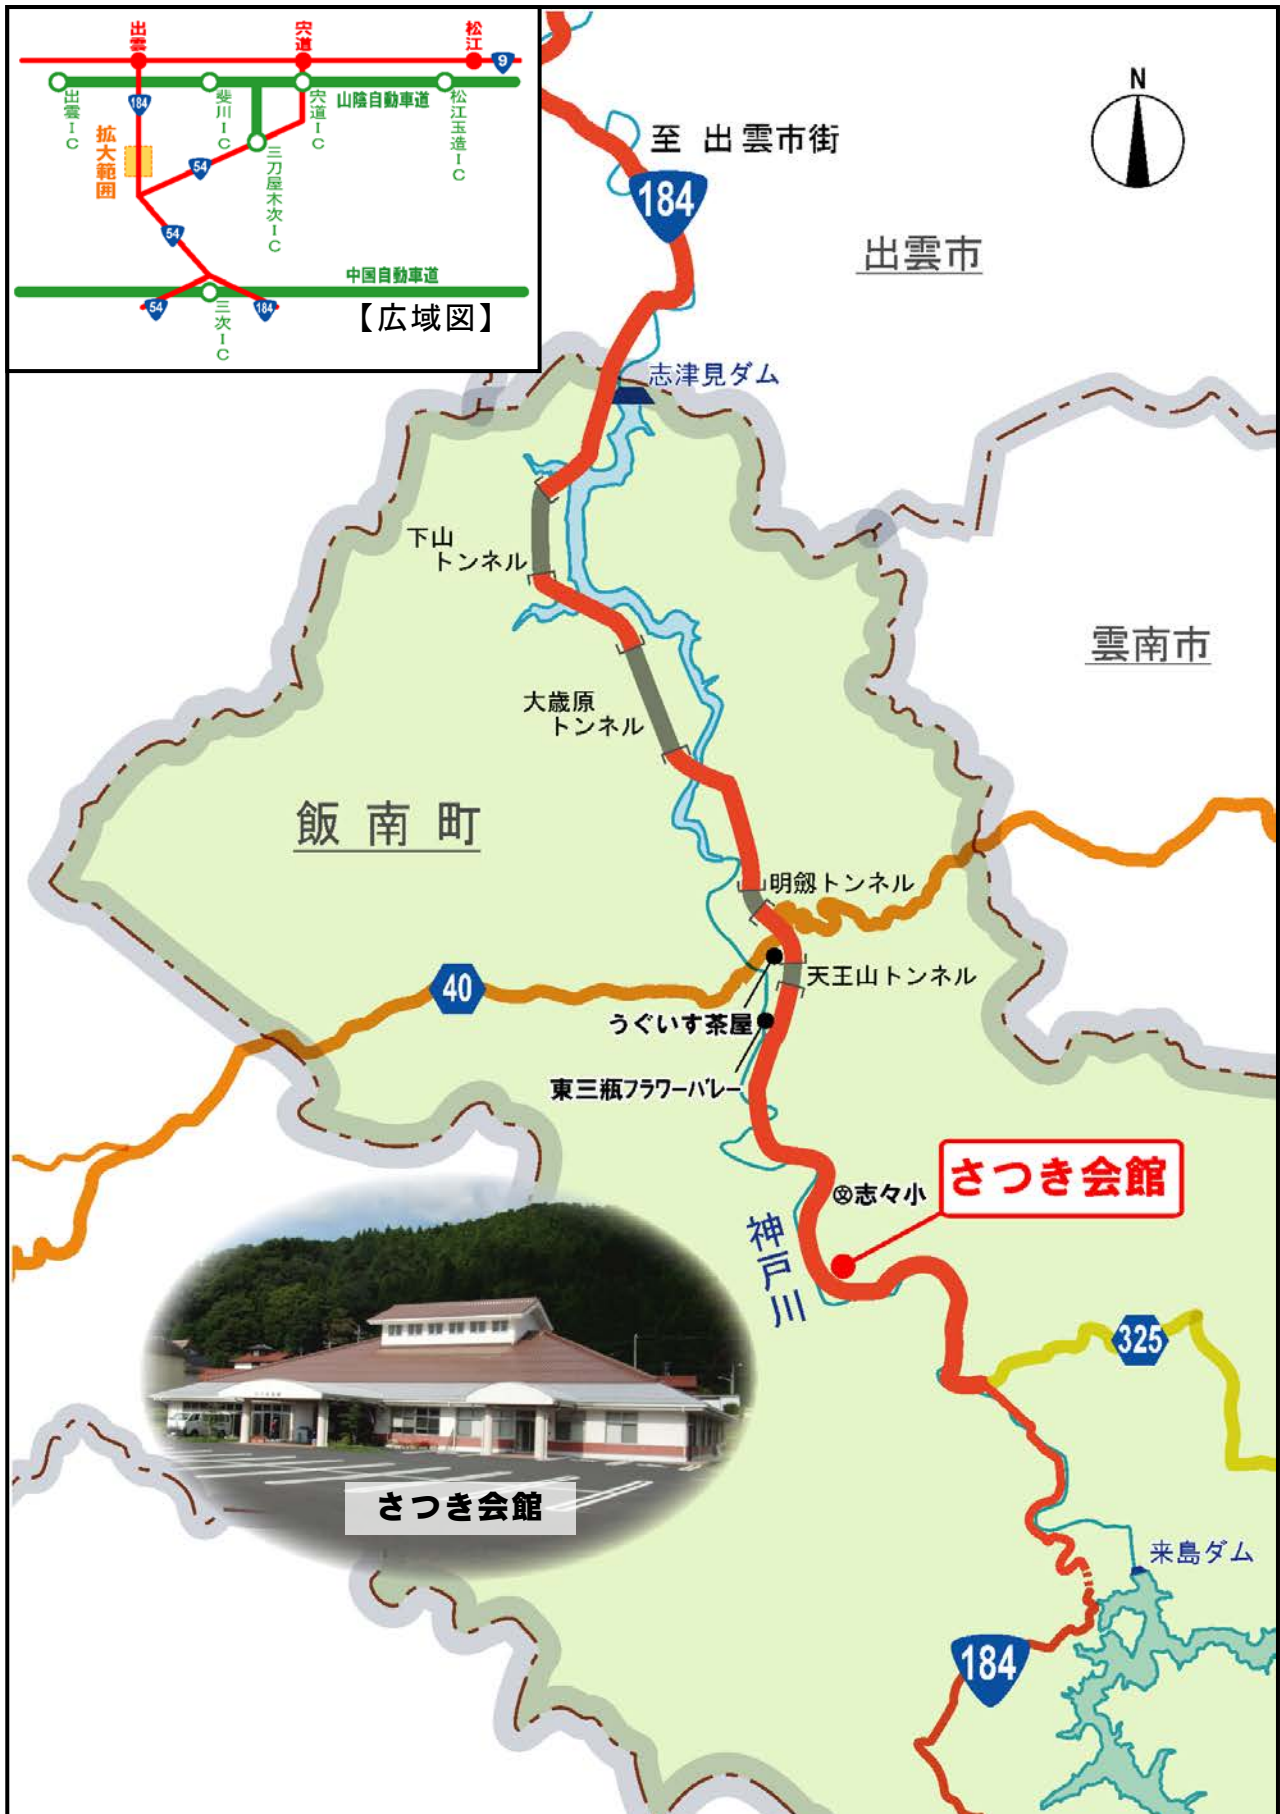 出雲
宍道
松江
9
出雲IC
斐川IC
宍道IC
山陰自動車道
松江玉造IC
184
拡大範囲
54
三刀屋木次IC
54
中国自動車道
54
三次IC
184
【広域図】
N
至 出雲市街
184
出雲市
志津見ダム
下山
トンネル
雲南市
大歳原
トンネル
飯南町
明剱トンネル
40
天王山トンネル
うぐいす茶屋
東三瓶フラワーバレー
さつき会館
文志々小
神戸川
325
さつき会館
来島ダム
184